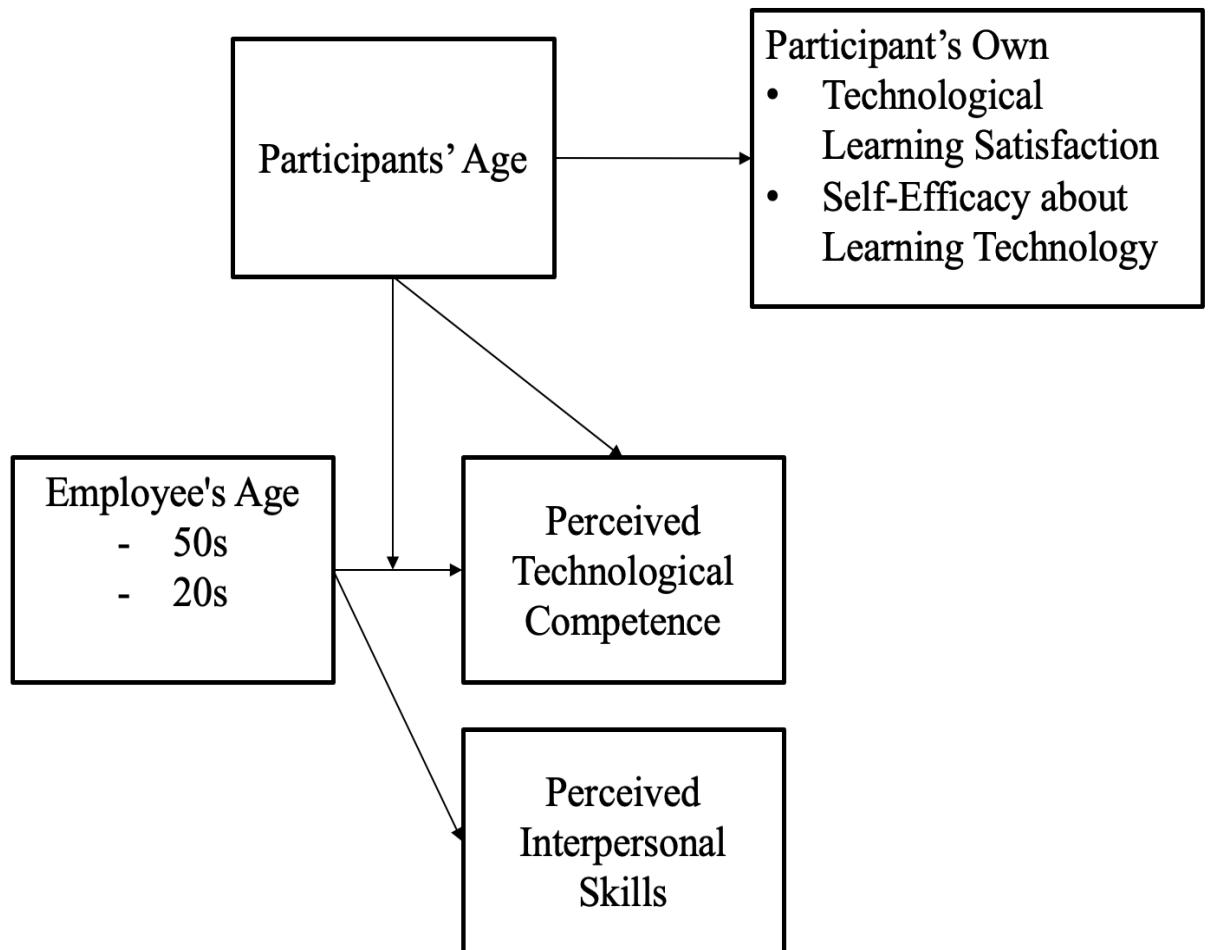 Participants’ Age
Participant’s Own
• Technological
Learning Satisfaction
• Self-Efficacy about
Learning Technology
Employee's Age
- 50s
- 20s
Perceived
Technological
Competence
Perceived
Interpersonal
Skills